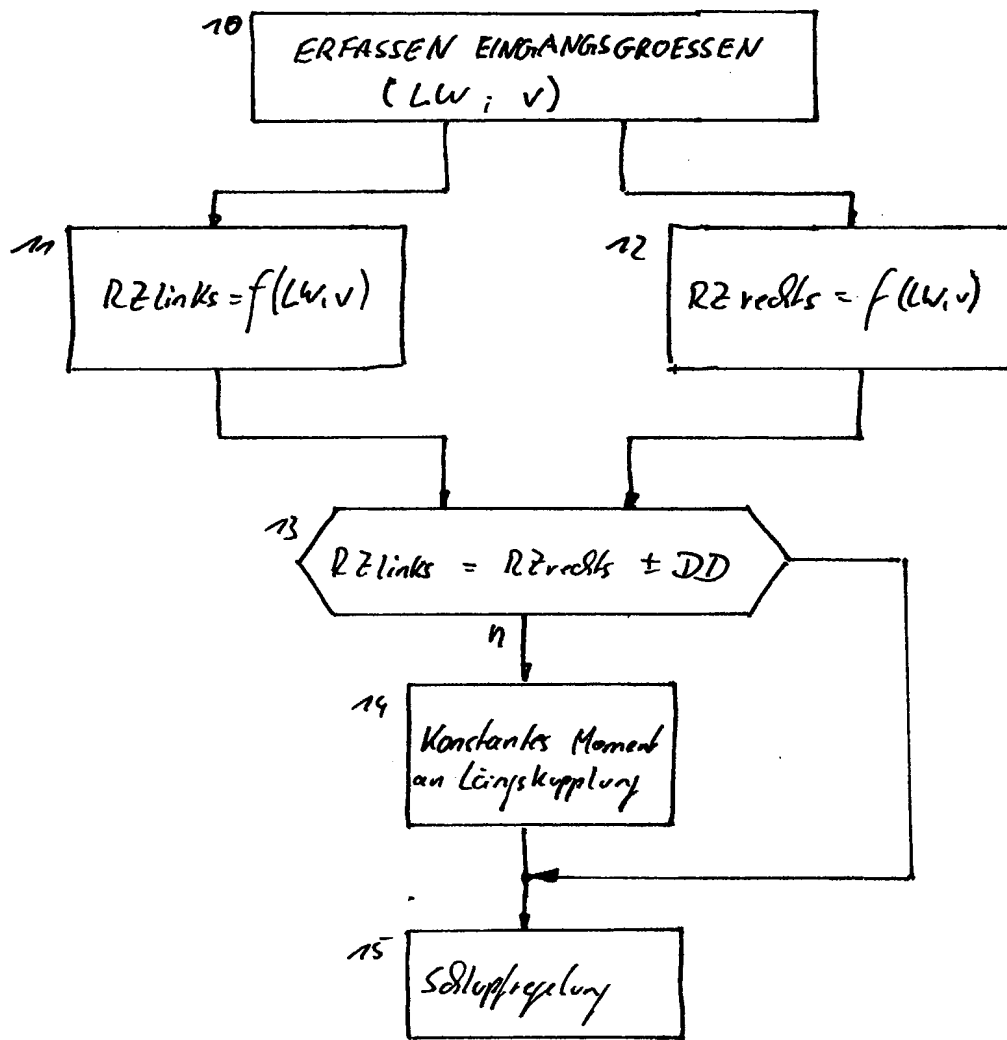 10
ERFASSEN EINGANGSGROESSEN
(LW, v)
11
RZlinks = f(LW, v)
12
RZrechts = f(LW, v)
13
RZlinks = RZrechts ± DD
n
14
Konstantes Moment
an Längskupplung
15
Schlupfregelung